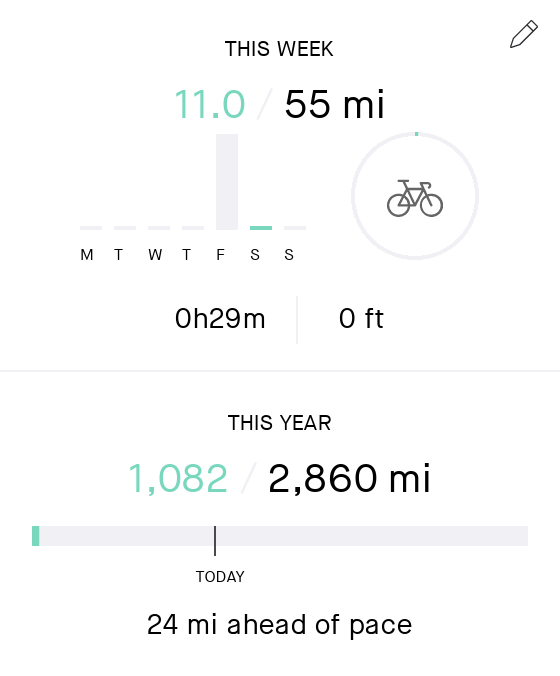 THIS WEEK
11.0 / 55 mi
M T W T F S S
0h29m | 0 ft
THIS YEAR
1,082 / 2,860 mi
TODAY
24 mi ahead of pace